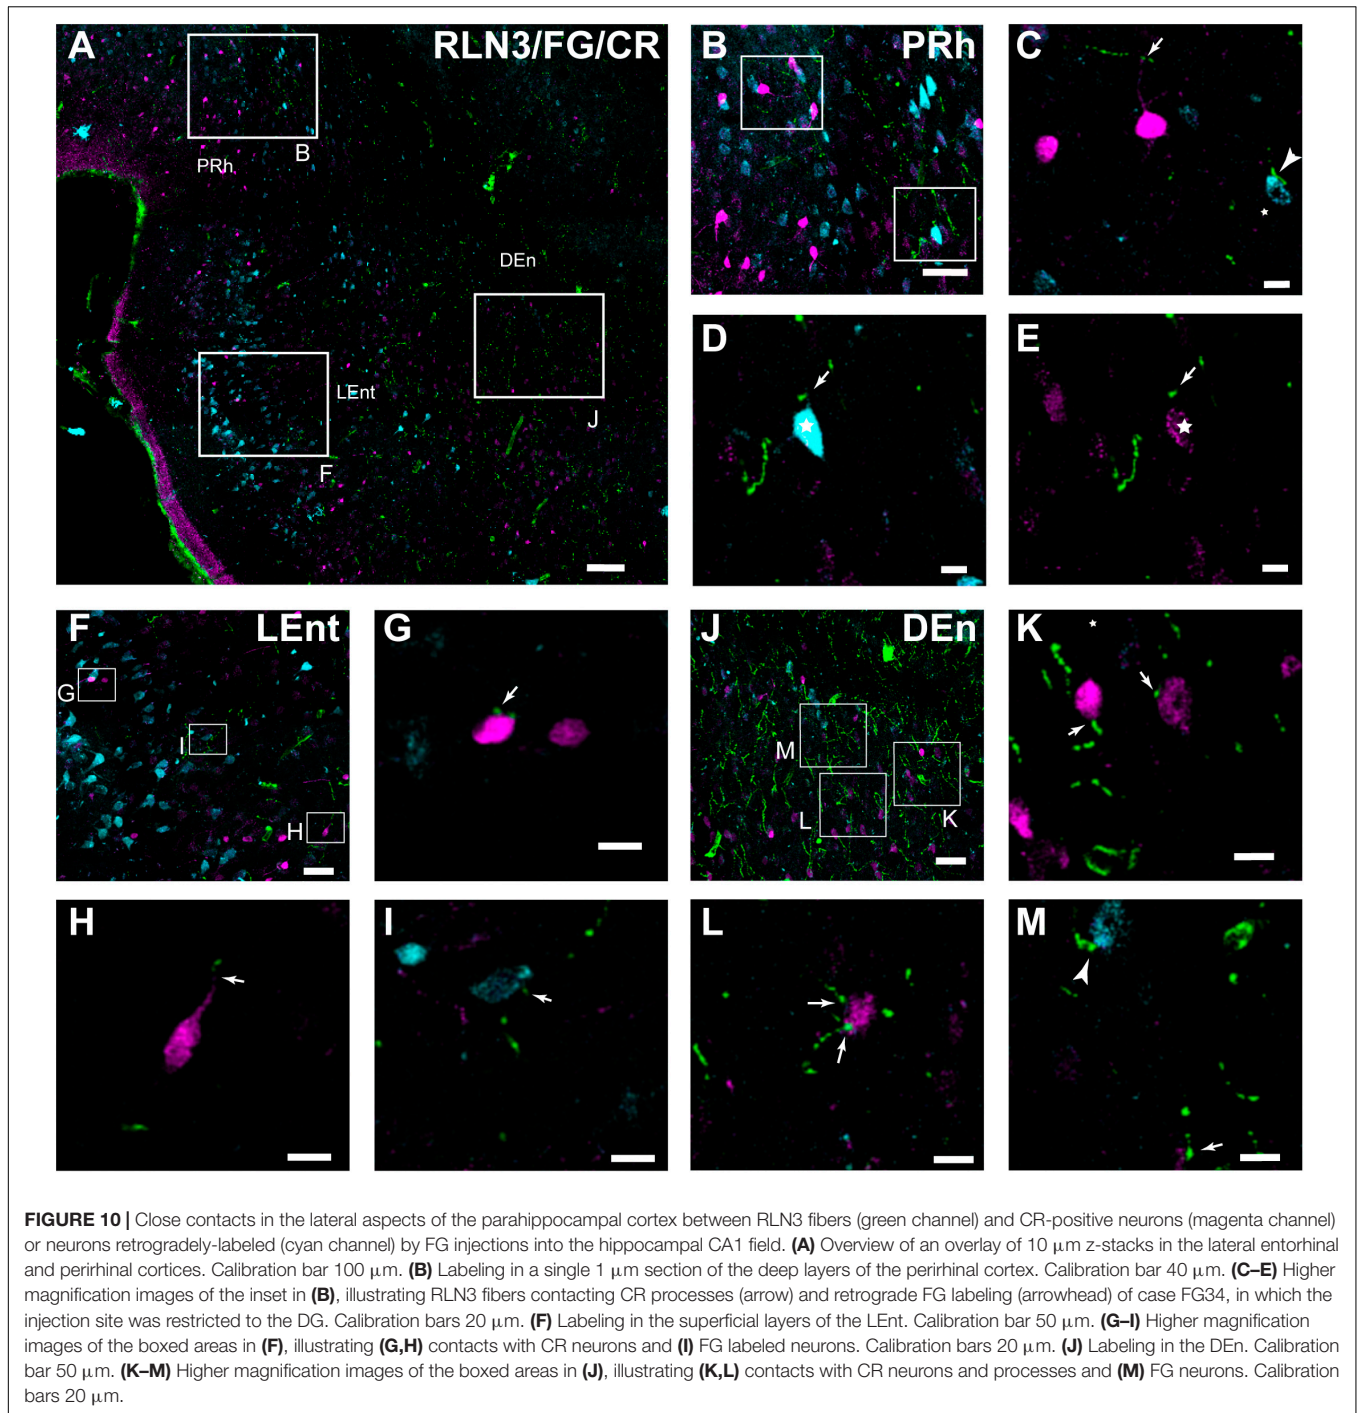 A RLN3/FG/CR
B
PRh
DEn
LEnt
J
F
B PRh
C
D
E
F LEnt
G
I
H
G
J DEn
M
L
K
K
H
I
L
M
FIGURE 10 | Close contacts in the lateral aspects of the parahippocampal cortex between RLN3 fibers (green channel) and CR-positive neurons (magenta channel)
or neurons retrogradely-labeled (cyan channel) by FG injections into the hippocampal CA1 field. (A) Overview of an overlay of 10 μm z-stacks in the lateral entorhinal
and perirhinal cortices. Calibration bar 100 μm. (B) Labeling in a single 1 μm section of the deep layers of the perirhinal cortex. Calibration bar 40 μm. (C–E) Higher
magnification images of the inset in (B), illustrating RLN3 fibers contacting CR processes (arrow) and retrograde FG labeling (arrowhead) of case FG34, in which the
injection site was restricted to the DG. Calibration bars 20 μm. (F) Labeling in the superficial layers of the LEnt. Calibration bar 50 μm. (G–I) Higher magnification
images of the boxed areas in (F), illustrating (G,H) contacts with CR neurons and (I) FG labeled neurons. Calibration bars 20 μm. (J) Labeling in the DEn. Calibration
bar 50 μm. (K–M) Higher magnification images of the boxed areas in (J), illustrating (K,L) contacts with CR neurons and processes and (M) FG neurons. Calibration
bars 20 μm.